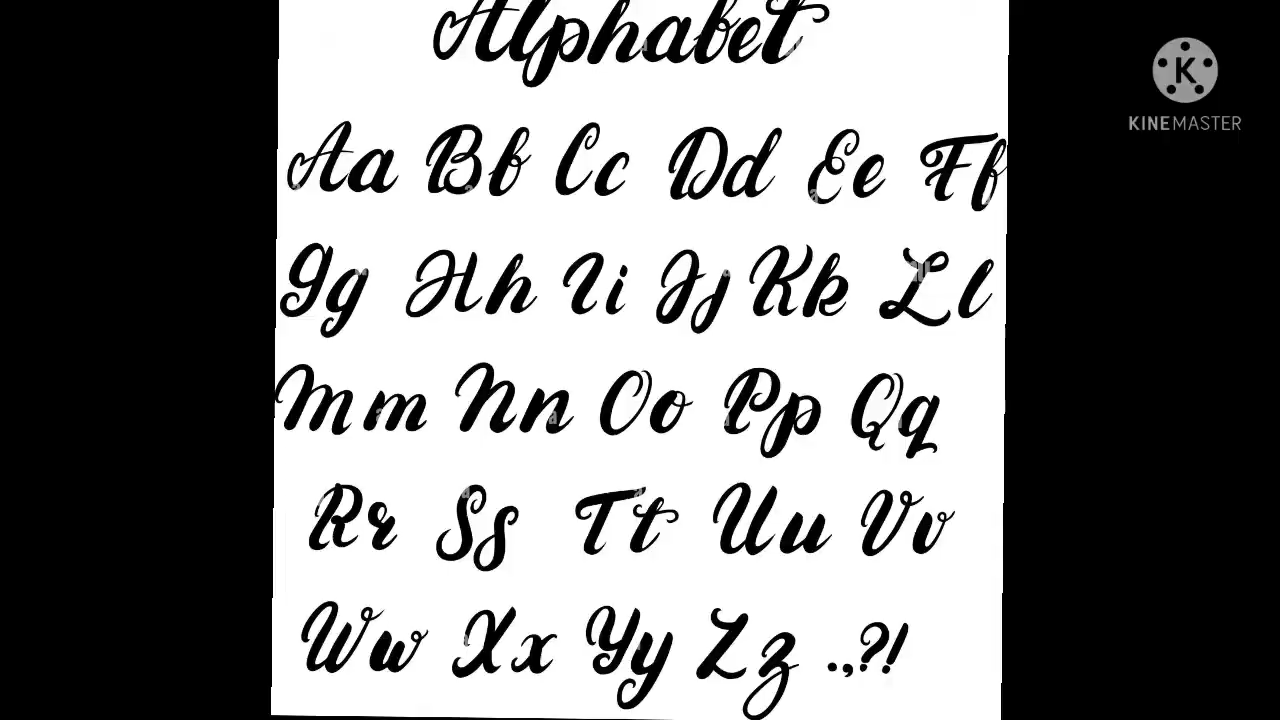 Alphabet
KINEMASTER
Aa Bb Cc Dd Ee Ff
Gg Hh Ii Jj Kk Ll
Mm Nn Oo Pp Qq
Rr Ss Tt Uu Vv
Ww Xx Yy Zz .,?!